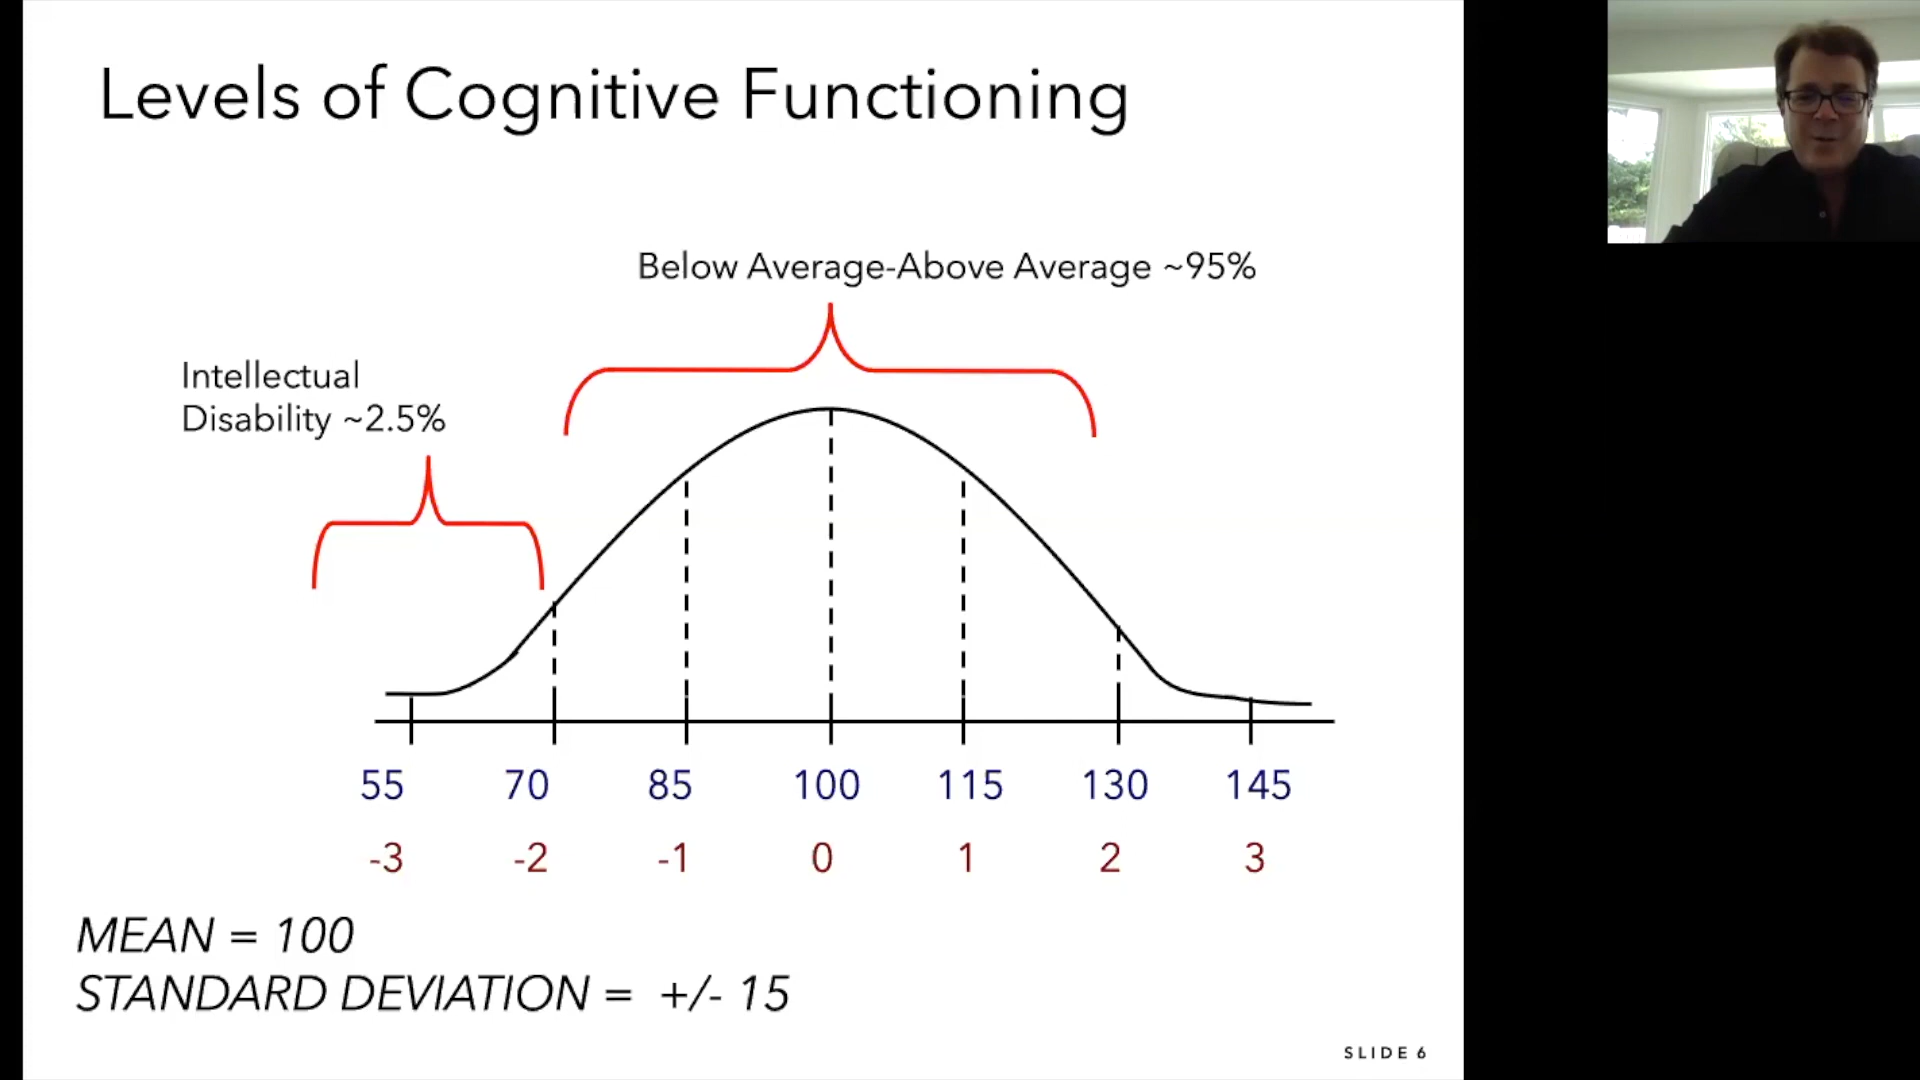 Levels of Cognitive Functioning
Below Average-Above Average ~95%
Intellectual
Disability ~2.5%
55 70 85 100 115 130 145
-3 -2 -1 0 1 2 3
MEAN = 100
STANDARD DEVIATION = +/- 15
SLIDE 6